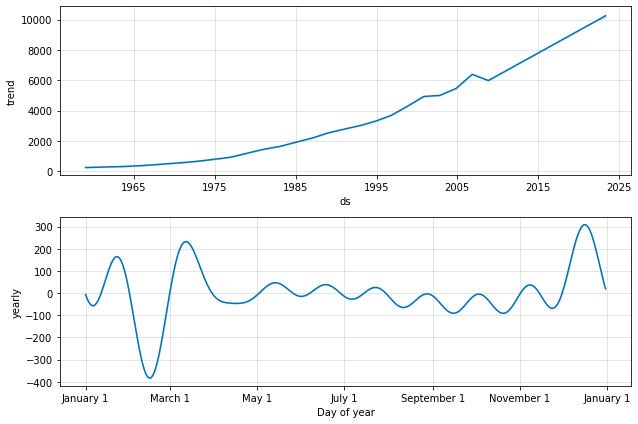 10000
8000
6000
4000
2000
0
trend
1965 1975 1985 1995 2005 2015 2025
ds
300
200
100
0
−100
−200
−300
−400
yearly
January 1 March 1 May 1 July 1 September 1 November 1 January 1
Day of year